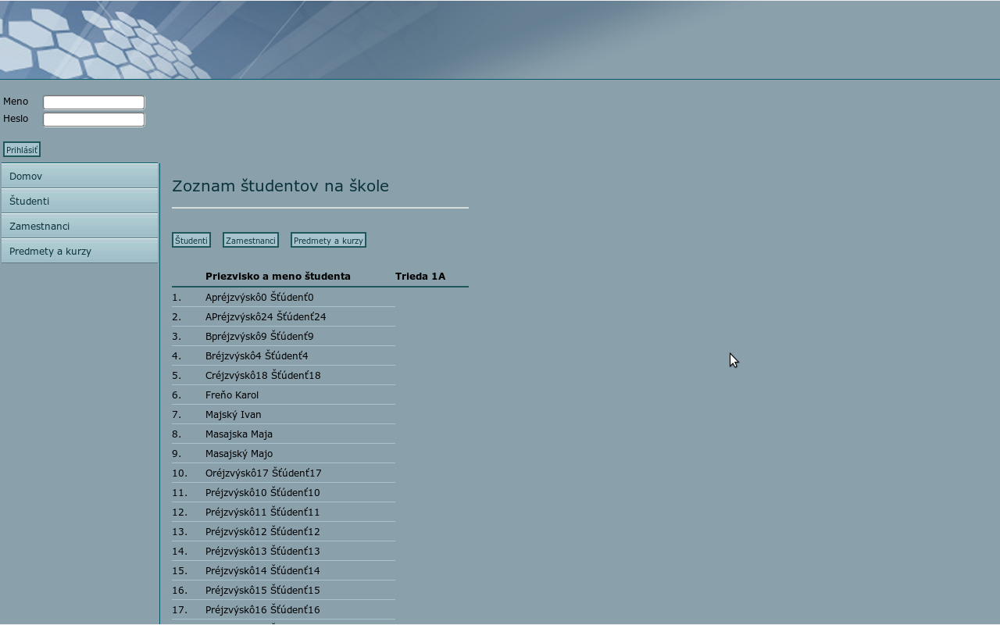 Meno
Heslo
Prihlásiť
Domov
Študenti
Zamestnanci
Predmety a kurzy
Zoznam študentov na škole
Študenti Zamestnanci Predmety a kurzy
Priezvisko a meno študenta Trieda 1A
1. Apréjzvýskô0 Šťúdenť0
2. APréjzvýskô24 Šťúdenť24
3. Bpréjzvýskô9 Šťúdenť9
4. Bréjzvýskô4 Šťúdenť4
5. Créjzvýskô18 Šťúdenť18
6. Freňo Karol
7. Majský Ivan
8. Masajska Maja
9. Masajský Majo
10. Oréjzvýskô17 Šťúdenť17
11. Préjzvýskô10 Šťúdenť10
12. Préjzvýskô11 Šťúdenť11
13. Préjzvýskô12 Šťúdenť12
14. Préjzvýskô13 Šťúdenť13
15. Préjzvýskô14 Šťúdenť14
16. Préjzvýskô15 Šťúdenť15
17. Préjzvýskô16 Šťúdenť16